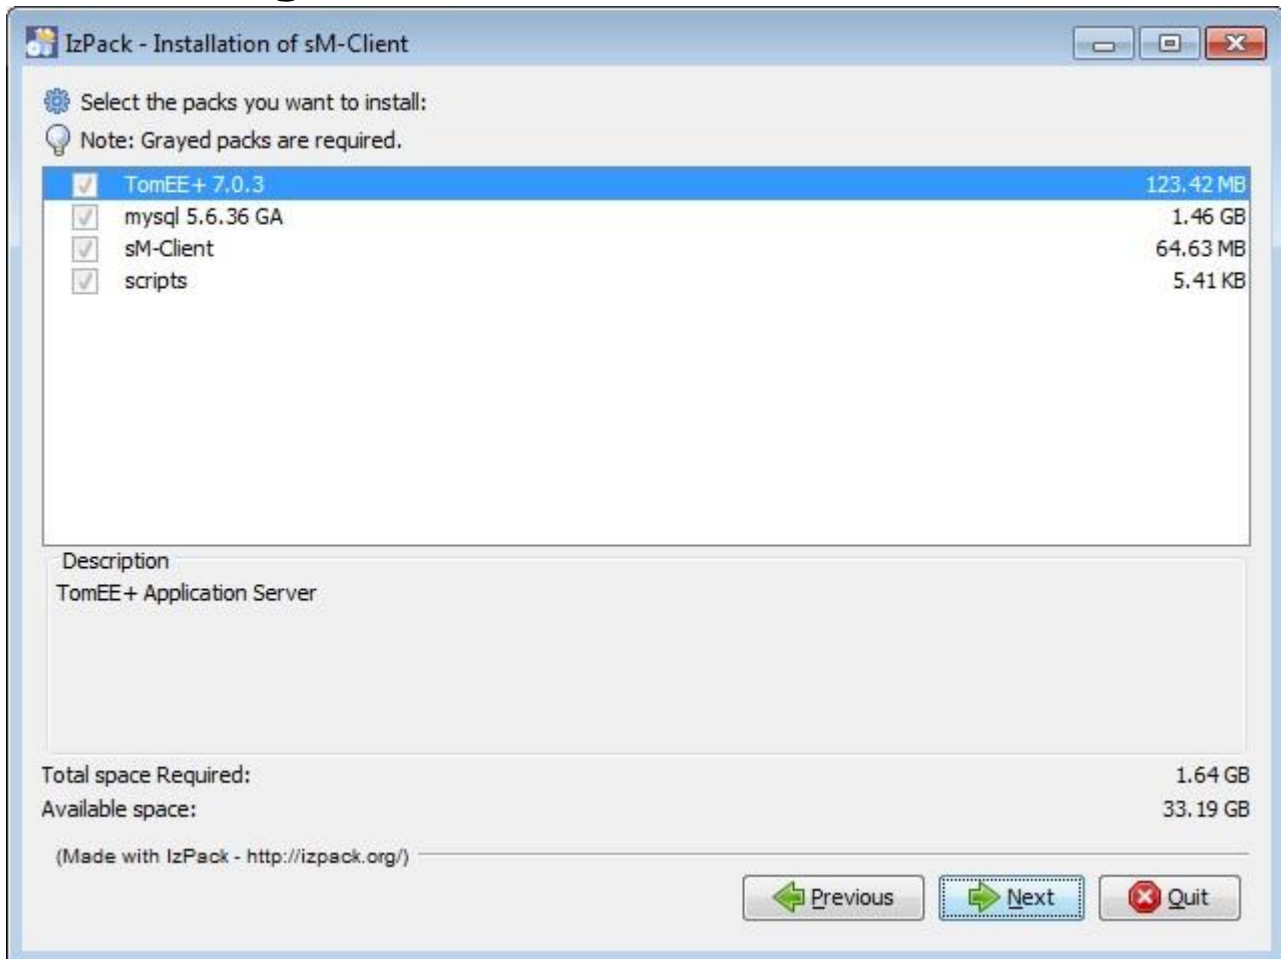 IzPack - Installation of sM-Client
Select the packs you want to install:
Note: Grayed packs are required.
TomEE+ 7.0.3 123.42 MB
mysql 5.6.36 GA 1.46 GB
sM-Client 64.63 MB
scripts 5.41 KB
Description
TomEE+ Application Server
Total space Required: 1.64 GB
Available space: 33.19 GB
(Made with IzPack - http://izpack.org/)
Previous Next Quit